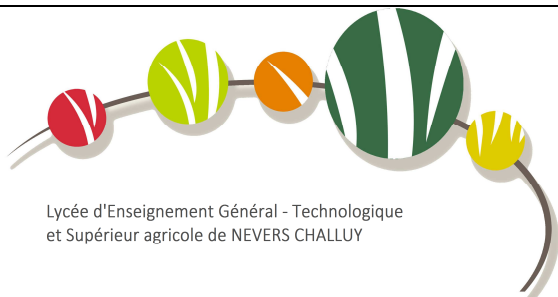 Lycée d'Enseignement Général - Technologique
et Supérieur agricole de NEVERS CHALLUY